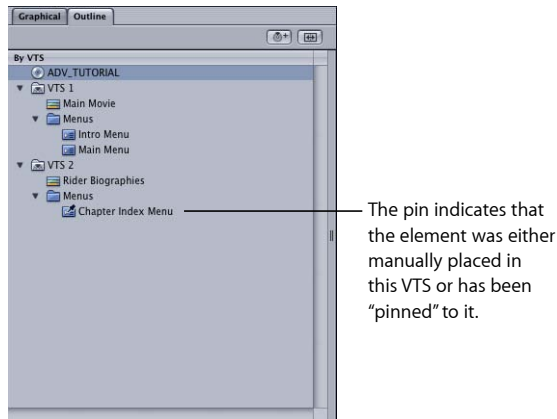 Graphical Outline
By VTS
ADV_TUTORIAL
VTS 1
Main Movie
Menus
Intro Menu
Main Menu
VTS 2
Rider Biographies
Menus
Chapter Index Menu
The pin indicates that
the element was either
manually placed in
this VTS or has been
“pinned” to it.